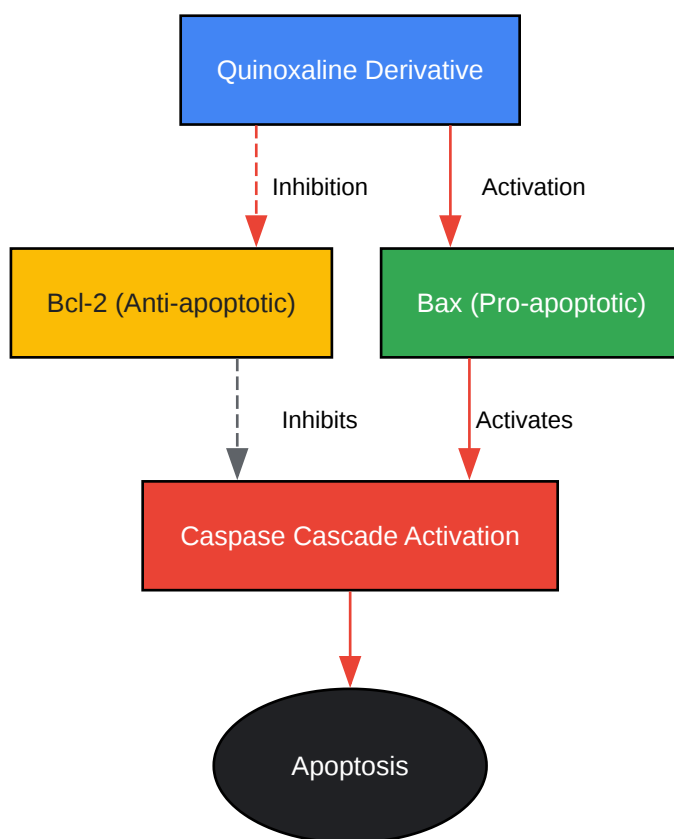 Quinoxaline Derivative
Inhibition
Activation
Bcl-2 (Anti-apoptotic)
Bax (Pro-apoptotic)
Inhibits
Activates
Caspase Cascade Activation
Apoptosis